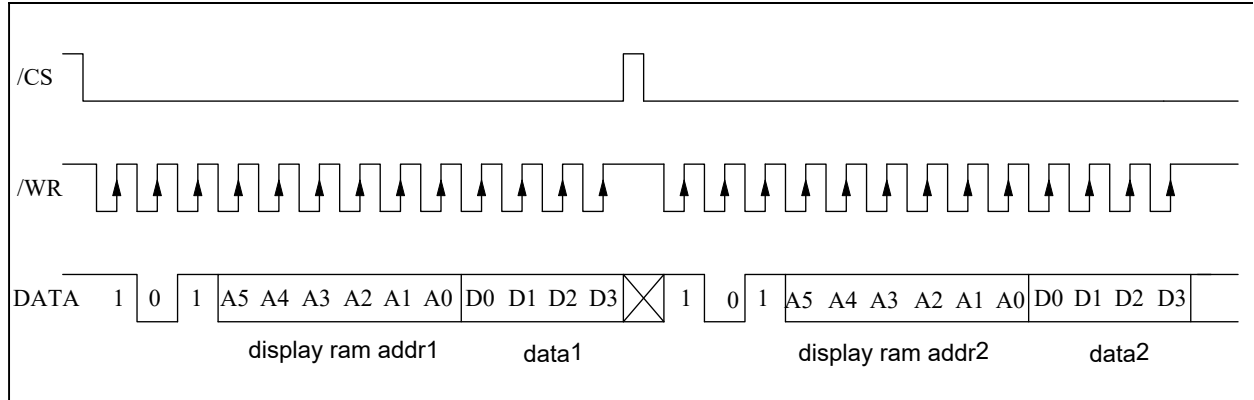 /CS
/WR
DATA 1 0 1 A5 A4 A3 A2 A1 A0 D0 D1 D2 D3 1 0 1 A5 A4 A3 A2 A1 A0 D0 D1 D2 D3
display ram addr1 data1 display ram addr2 data2